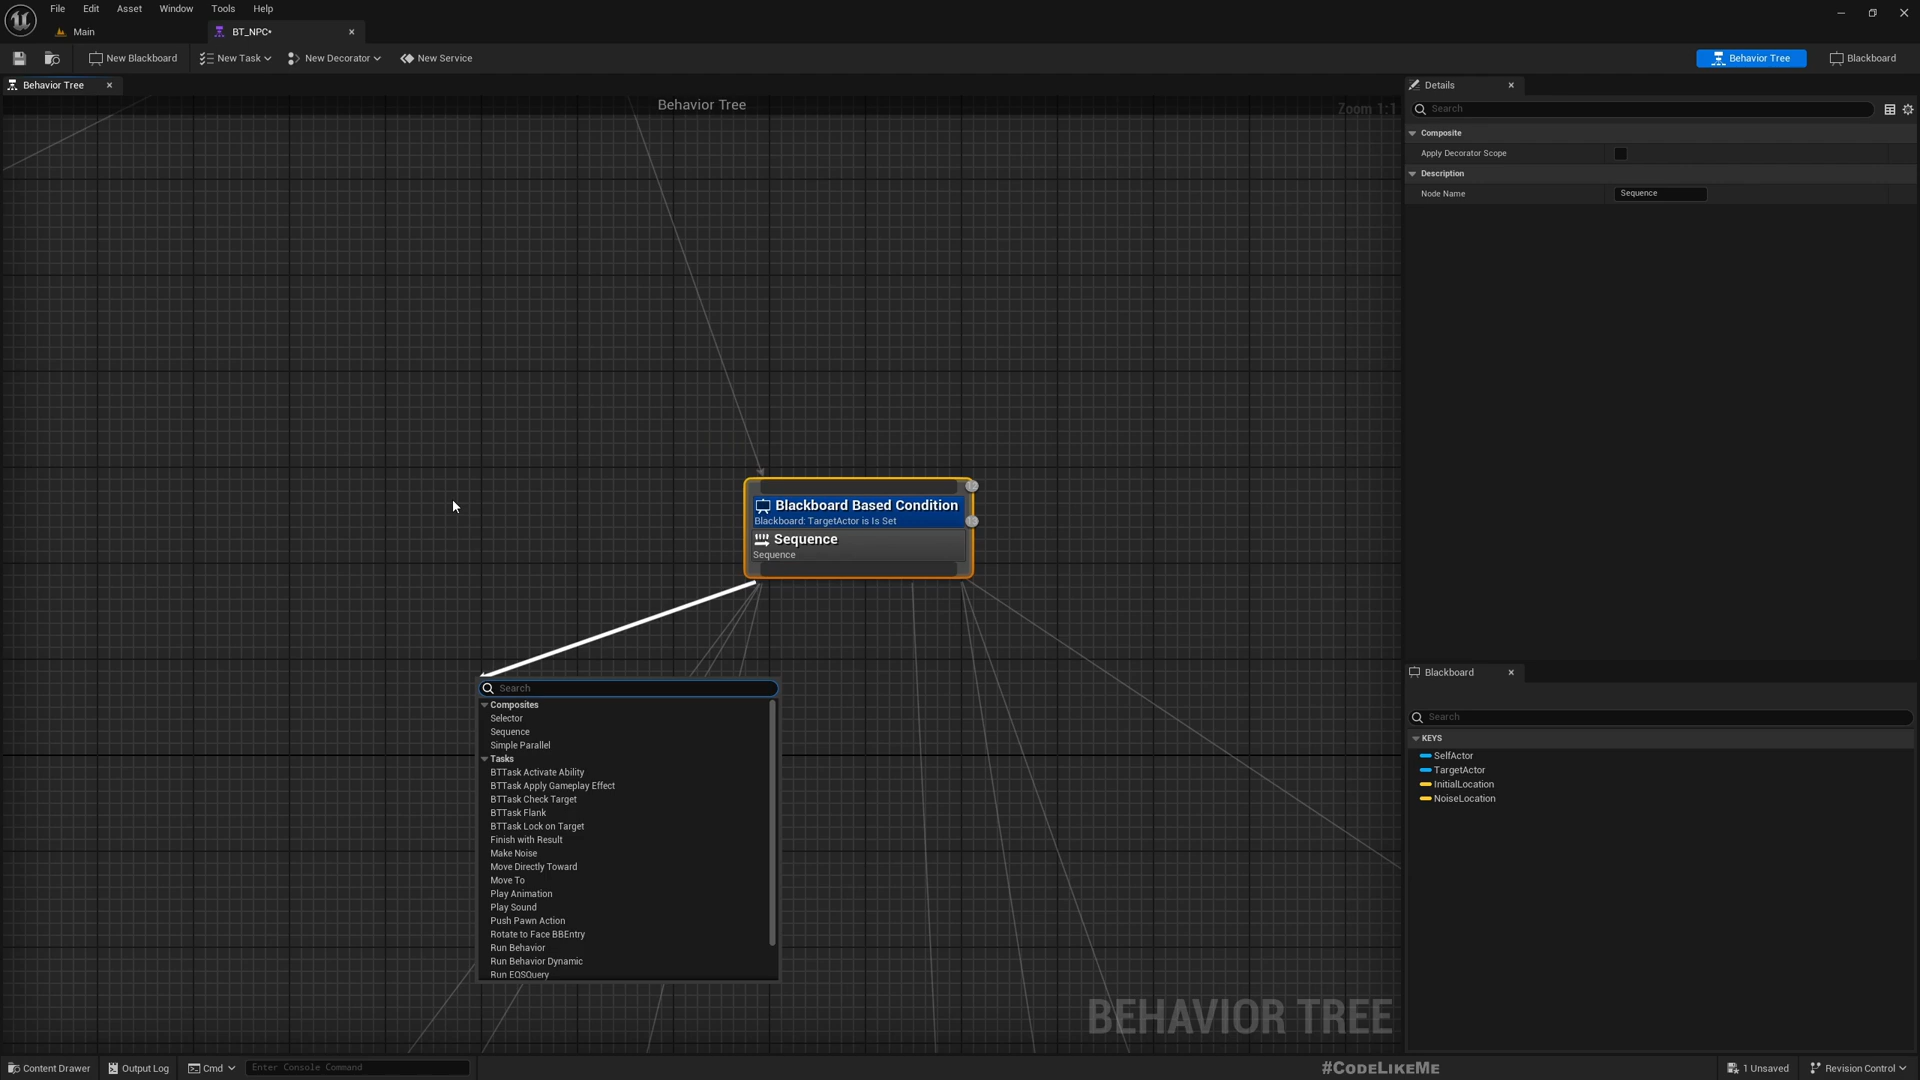 File Edit Asset Window Tools Help
Main
BT_NPC*
New Blackboard
New Task
New Decorator
New Service
Behavior Tree
Blackboard
Behavior Tree
Behavior Tree
Zoom 1:1
Details
Search
Composite
Apply Decorator Scope
Description
Node Name
Sequence
Blackboard Based Condition
Blackboard: TargetActor is Is Set
Sequence
Sequence
Search
Composites
Selector
Sequence
Simple Parallel
Tasks
BTTask Activate Ability
BTTask Apply Gameplay Effect
BTTask Check Target
BTTask Flank
BTTask Lock on Target
Finish with Result
Make Noise
Move Directly Toward
Move To
Play Animation
Play Sound
Push Pawn Action
Rotate to Face BBEntry
Run Behavior
Run Behavior Dynamic
Run EQSQuery
Blackboard
Search
KEYS
SelfActor
TargetActor
InitialLocation
NoiseLocation
BEHAVIOR TREE
Content Drawer
Output Log
Cmd
Enter Console Command
#CodeLikeMe
1 Unsaved
Revision Control